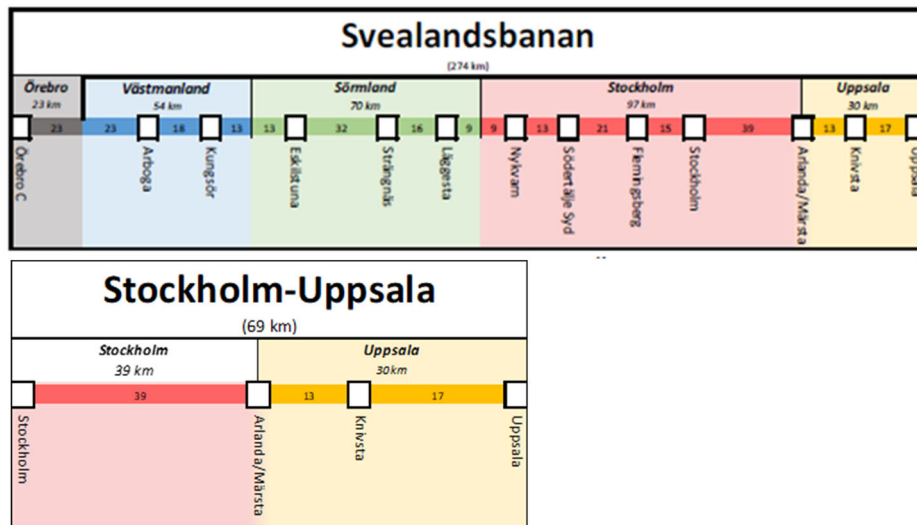 Svealandsbanan
(274 km)
Örebro Västmanland Sörmland Stockholm Uppsala
23 km 54 km 70 km 97 km 30 km
23 23 18 13 13 32 16 9 9 13 21 15 39 13 17
Örebro C
Arboga
Kungsör
Eskilstuna
Strängnäs
Läggesta
Nykvarn
Södertälje Syd
Flemingsberg
Stockholm
Arlanda/Märsta
Knivsta
Uppsala
Stockholm-Uppsala
(69 km)
Stockholm Uppsala
39 km 30 km
39 13 17
Stockholm
Arlanda/Märsta
Knivsta
Uppsala